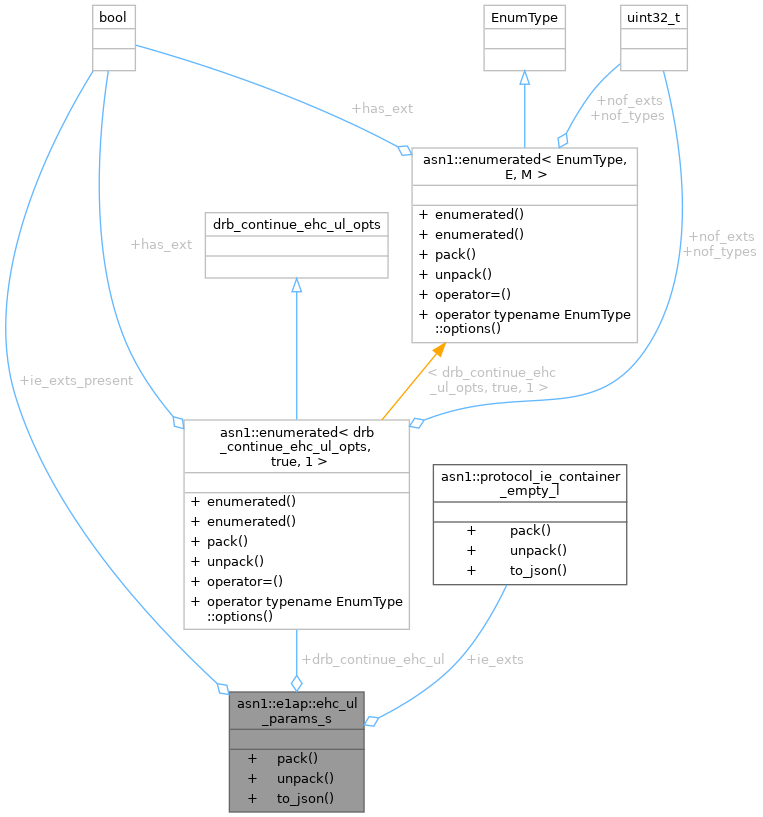 bool
EnumType
uint32_t
+has_ext
+nof_exts
+nof_types
asn1::enumerated< EnumType,
E, M >
+ enumerated()
+ enumerated()
+ pack()
+ unpack()
+ operator=()
+ operator typename EnumType
::options()
drb_continue_ehc_ul_opts
+has_ext
+nof_exts
+nof_types
+ie_exts_present
< drb_continue_ehc
_ul_opts, true, 1 >
asn1::enumerated< drb
_continue_ehc_ul_opts,
true, 1 >
+ enumerated()
+ enumerated()
+ pack()
+ unpack()
+ operator=()
+ operator typename EnumType
::options()
asn1::protocol_ie_container
_empty_l
+ pack()
+ unpack()
+ to_json()
+drb_continue_ehc_ul
+ie_exts
asn1::e1ap::ehc_ul
_params_s
+ pack()
+ unpack()
+ to_json()